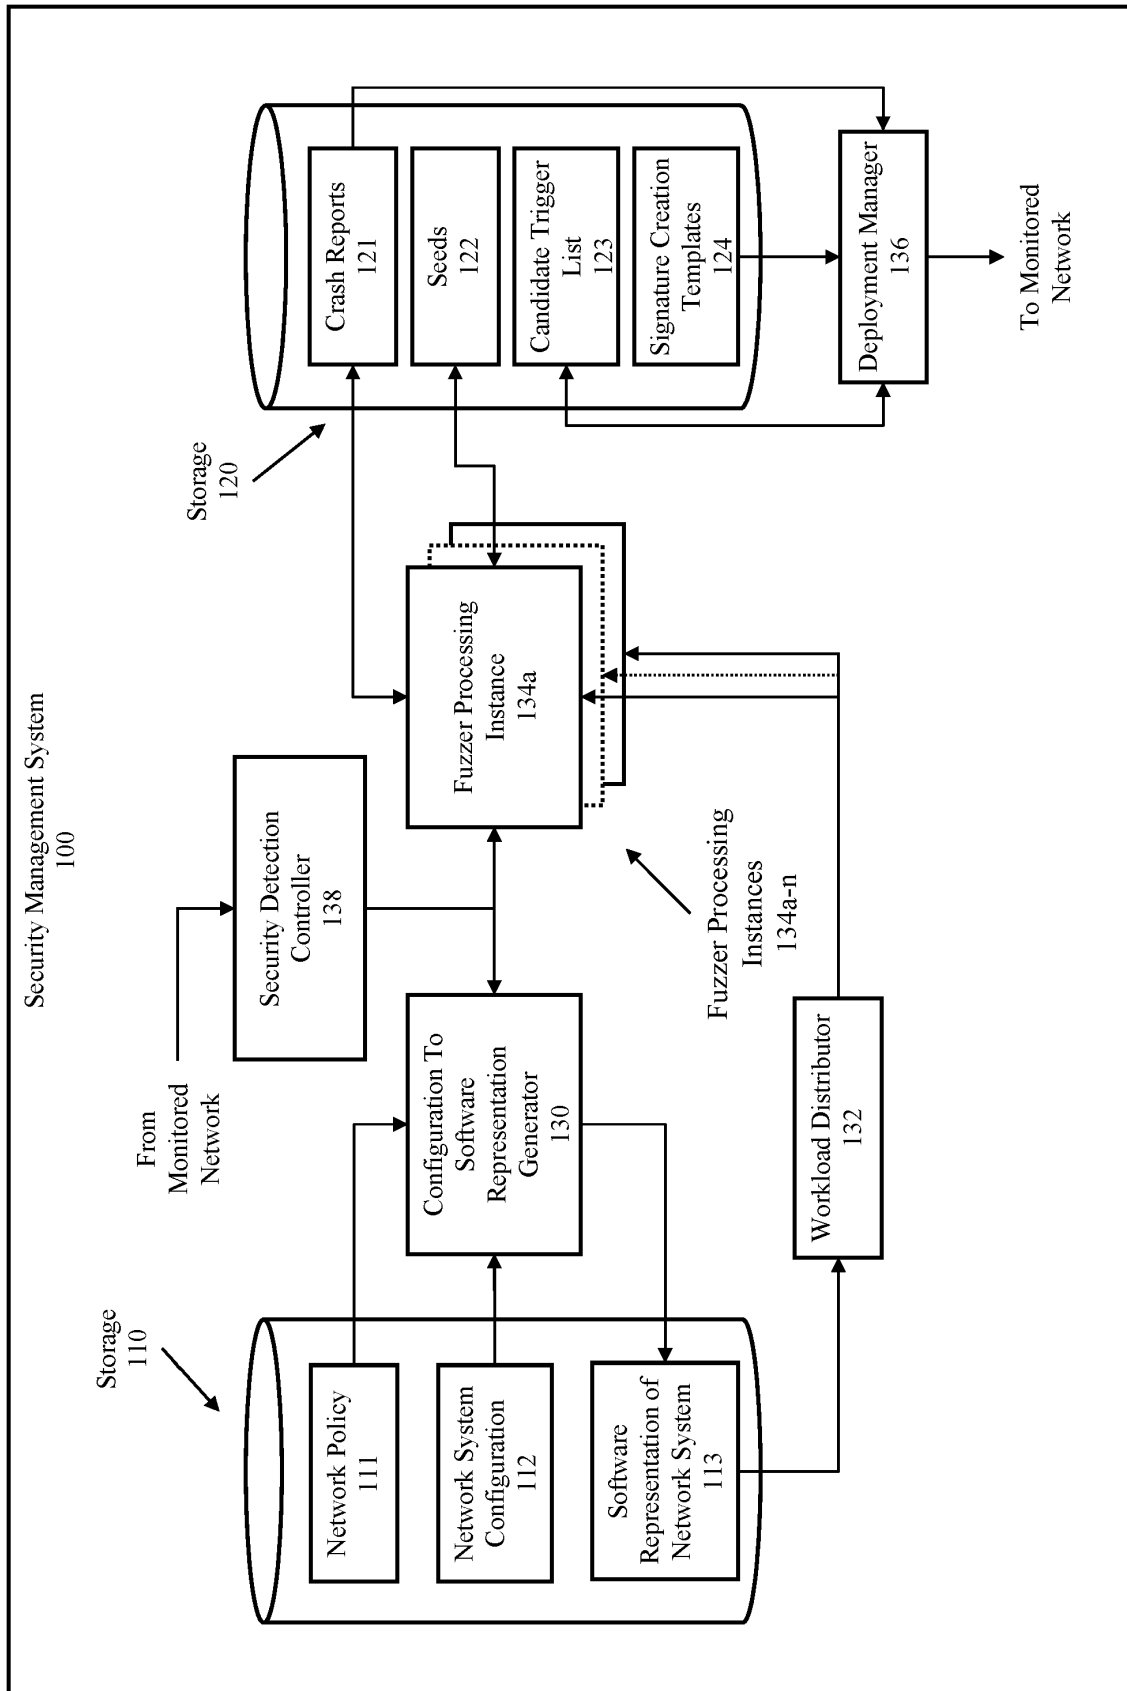 Security Management System
100
From
Monitored
Network
Security Detection
Controller
138
Storage
110
Network Policy
111
Network System
Configuration
112
Software
Representation of
Network System
113
Configuration To
Software
Representation
Generator
130
Fuzzer Processing
Instance
134a
Fuzzer Processing
Instances
134a-n
Workload Distributor
132
Storage
120
Crash Reports
121
Seeds
122
Candidate Trigger
List
123
Signature Creation
Templates
124
Deployment Manager
136
To Monitored
Network